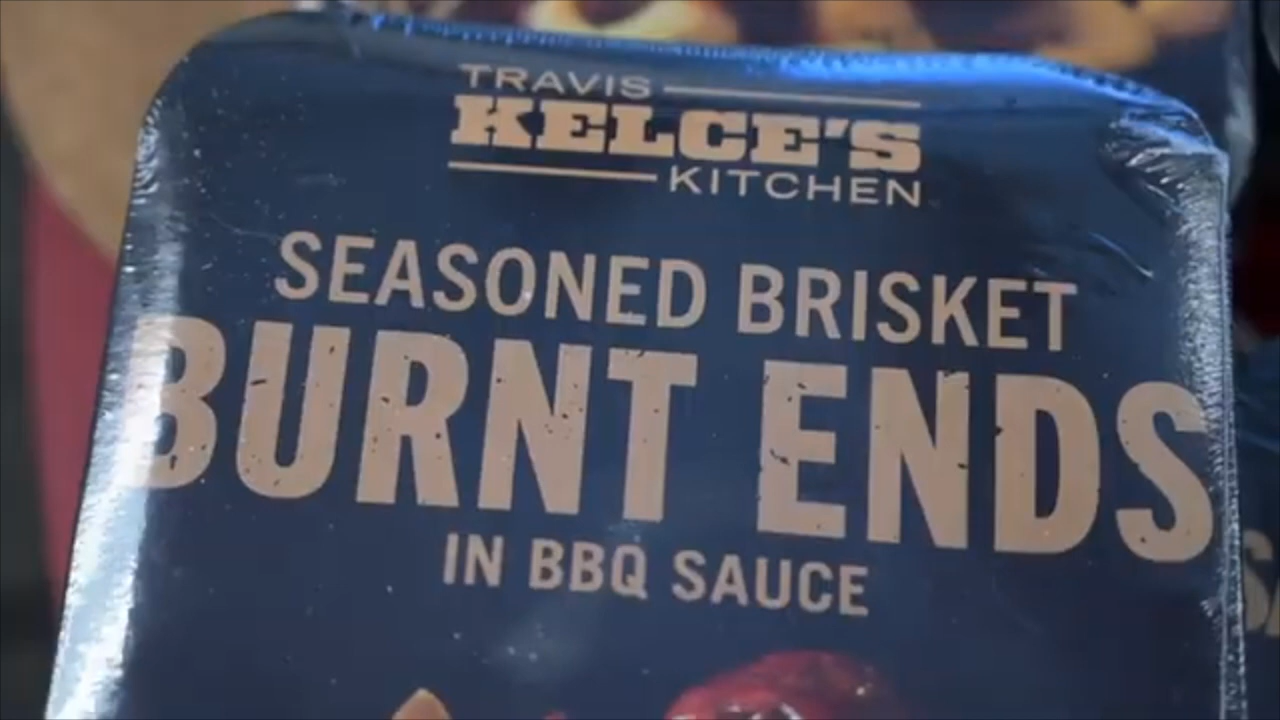 TRAVIS
KELCE'S
KITCHEN
SEASONED BRISKET
BURNT ENDS
IN BBQ SAUCE